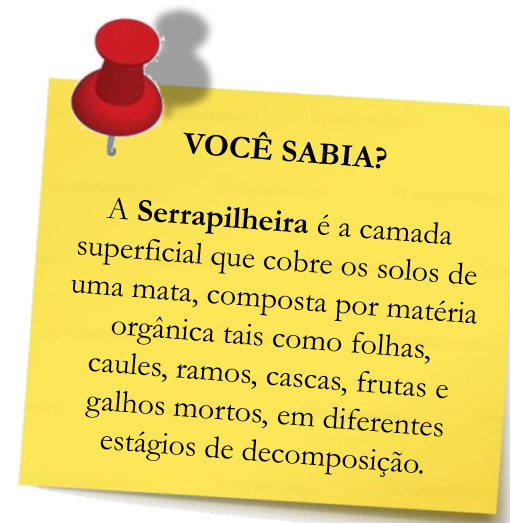 VOCÊ SABIA?
A Serrapilheira é a camada
superficial que cobre os solos de
uma mata, composta por matéria
orgânica tais como folhas,
caules, ramos, cascas, frutas e
galhos mortos, em diferentes
estágios de decomposição.